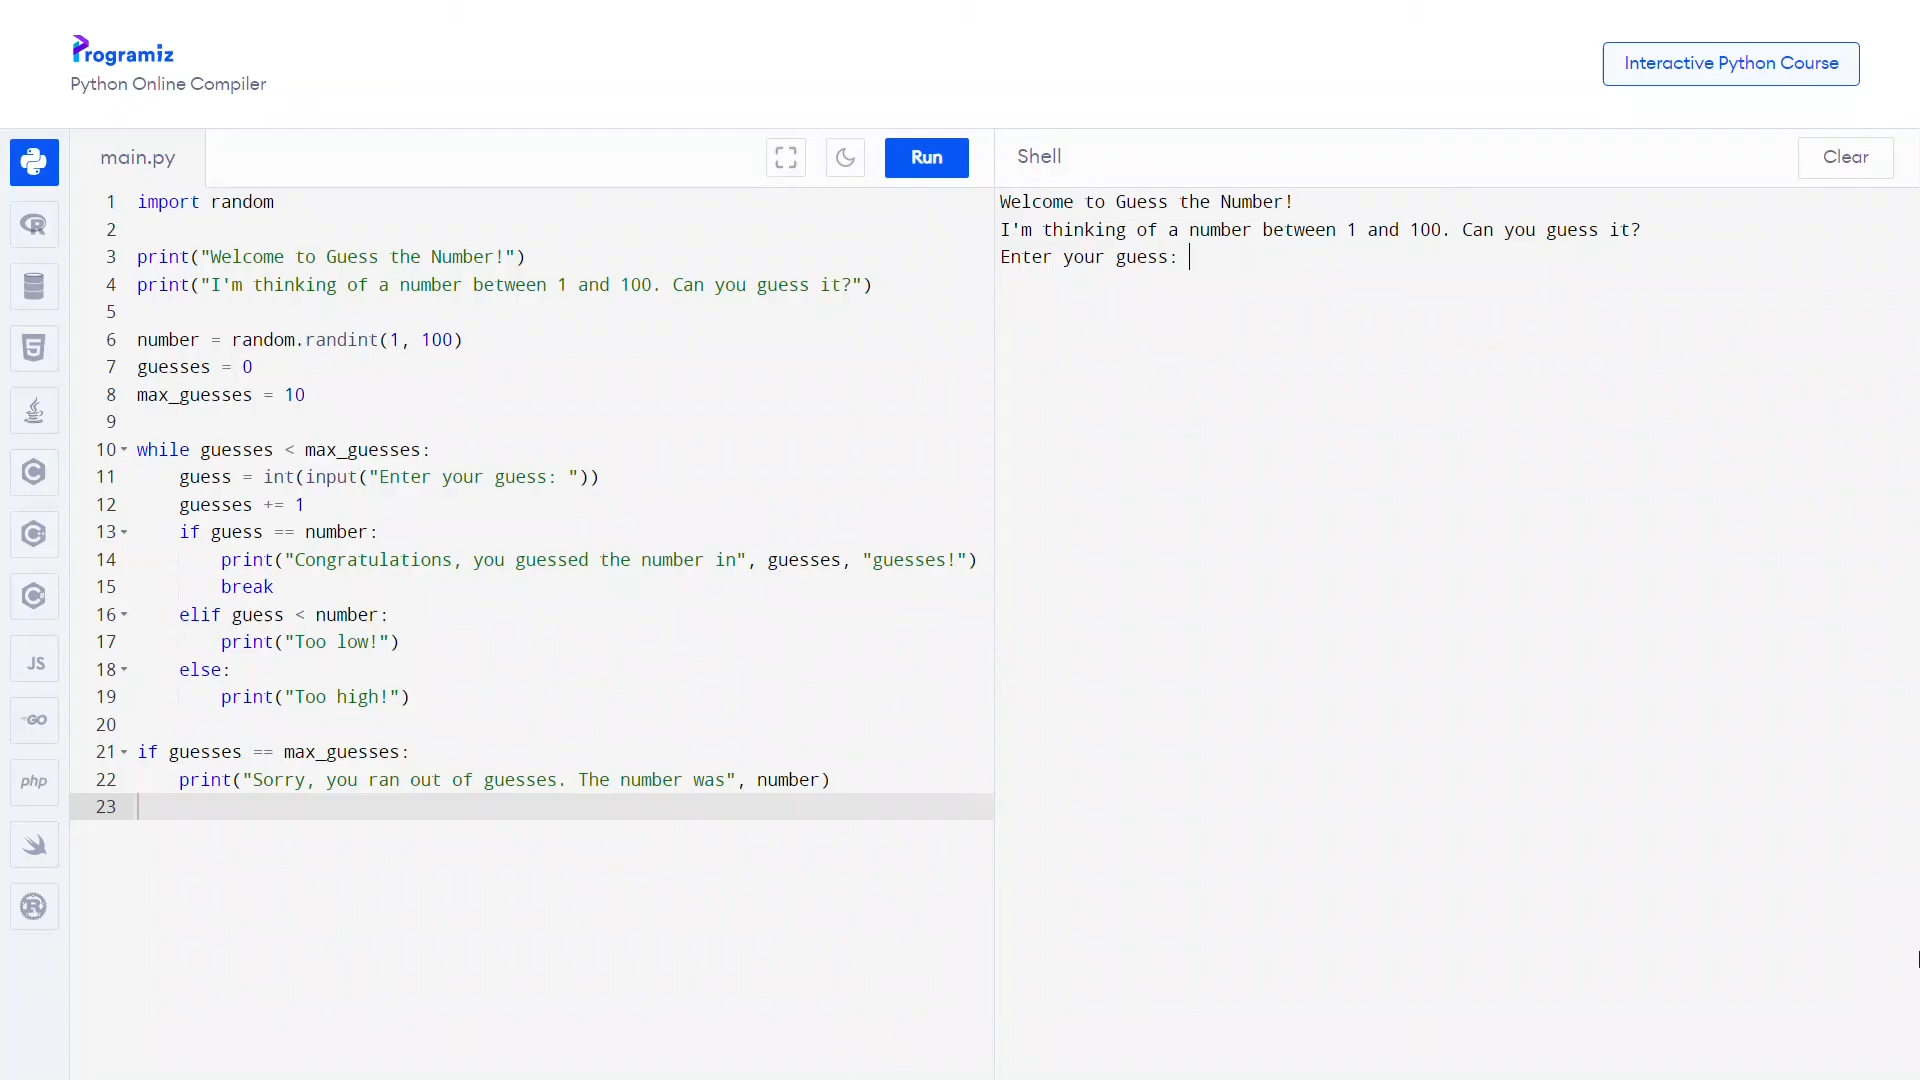 Programiz
Python Online Compiler
Interactive Python Course
main.py
Run
Shell
Clear
1 import random
2
3 print("Welcome to Guess the Number!")
4 print("I'm thinking of a number between 1 and 100. Can you guess it?")
5
6 number = random.randint(1, 100)
7 guesses = 0
8 max_guesses = 10
9
10 while guesses < max_guesses:
11     guess = int(input("Enter your guess: "))
12     guesses += 1
13     if guess == number:
14         print("Congratulations, you guessed the number in", guesses, "guesses!")
15         break
16     elif guess < number:
17         print("Too low!")
18     else:
19         print("Too high!")
20
21 if guesses == max_guesses:
22     print("Sorry, you ran out of guesses. The number was", number)
23
Welcome to Guess the Number!
I'm thinking of a number between 1 and 100. Can you guess it?
Enter your guess:
R
5
C
C
C
JS
GO
php
R